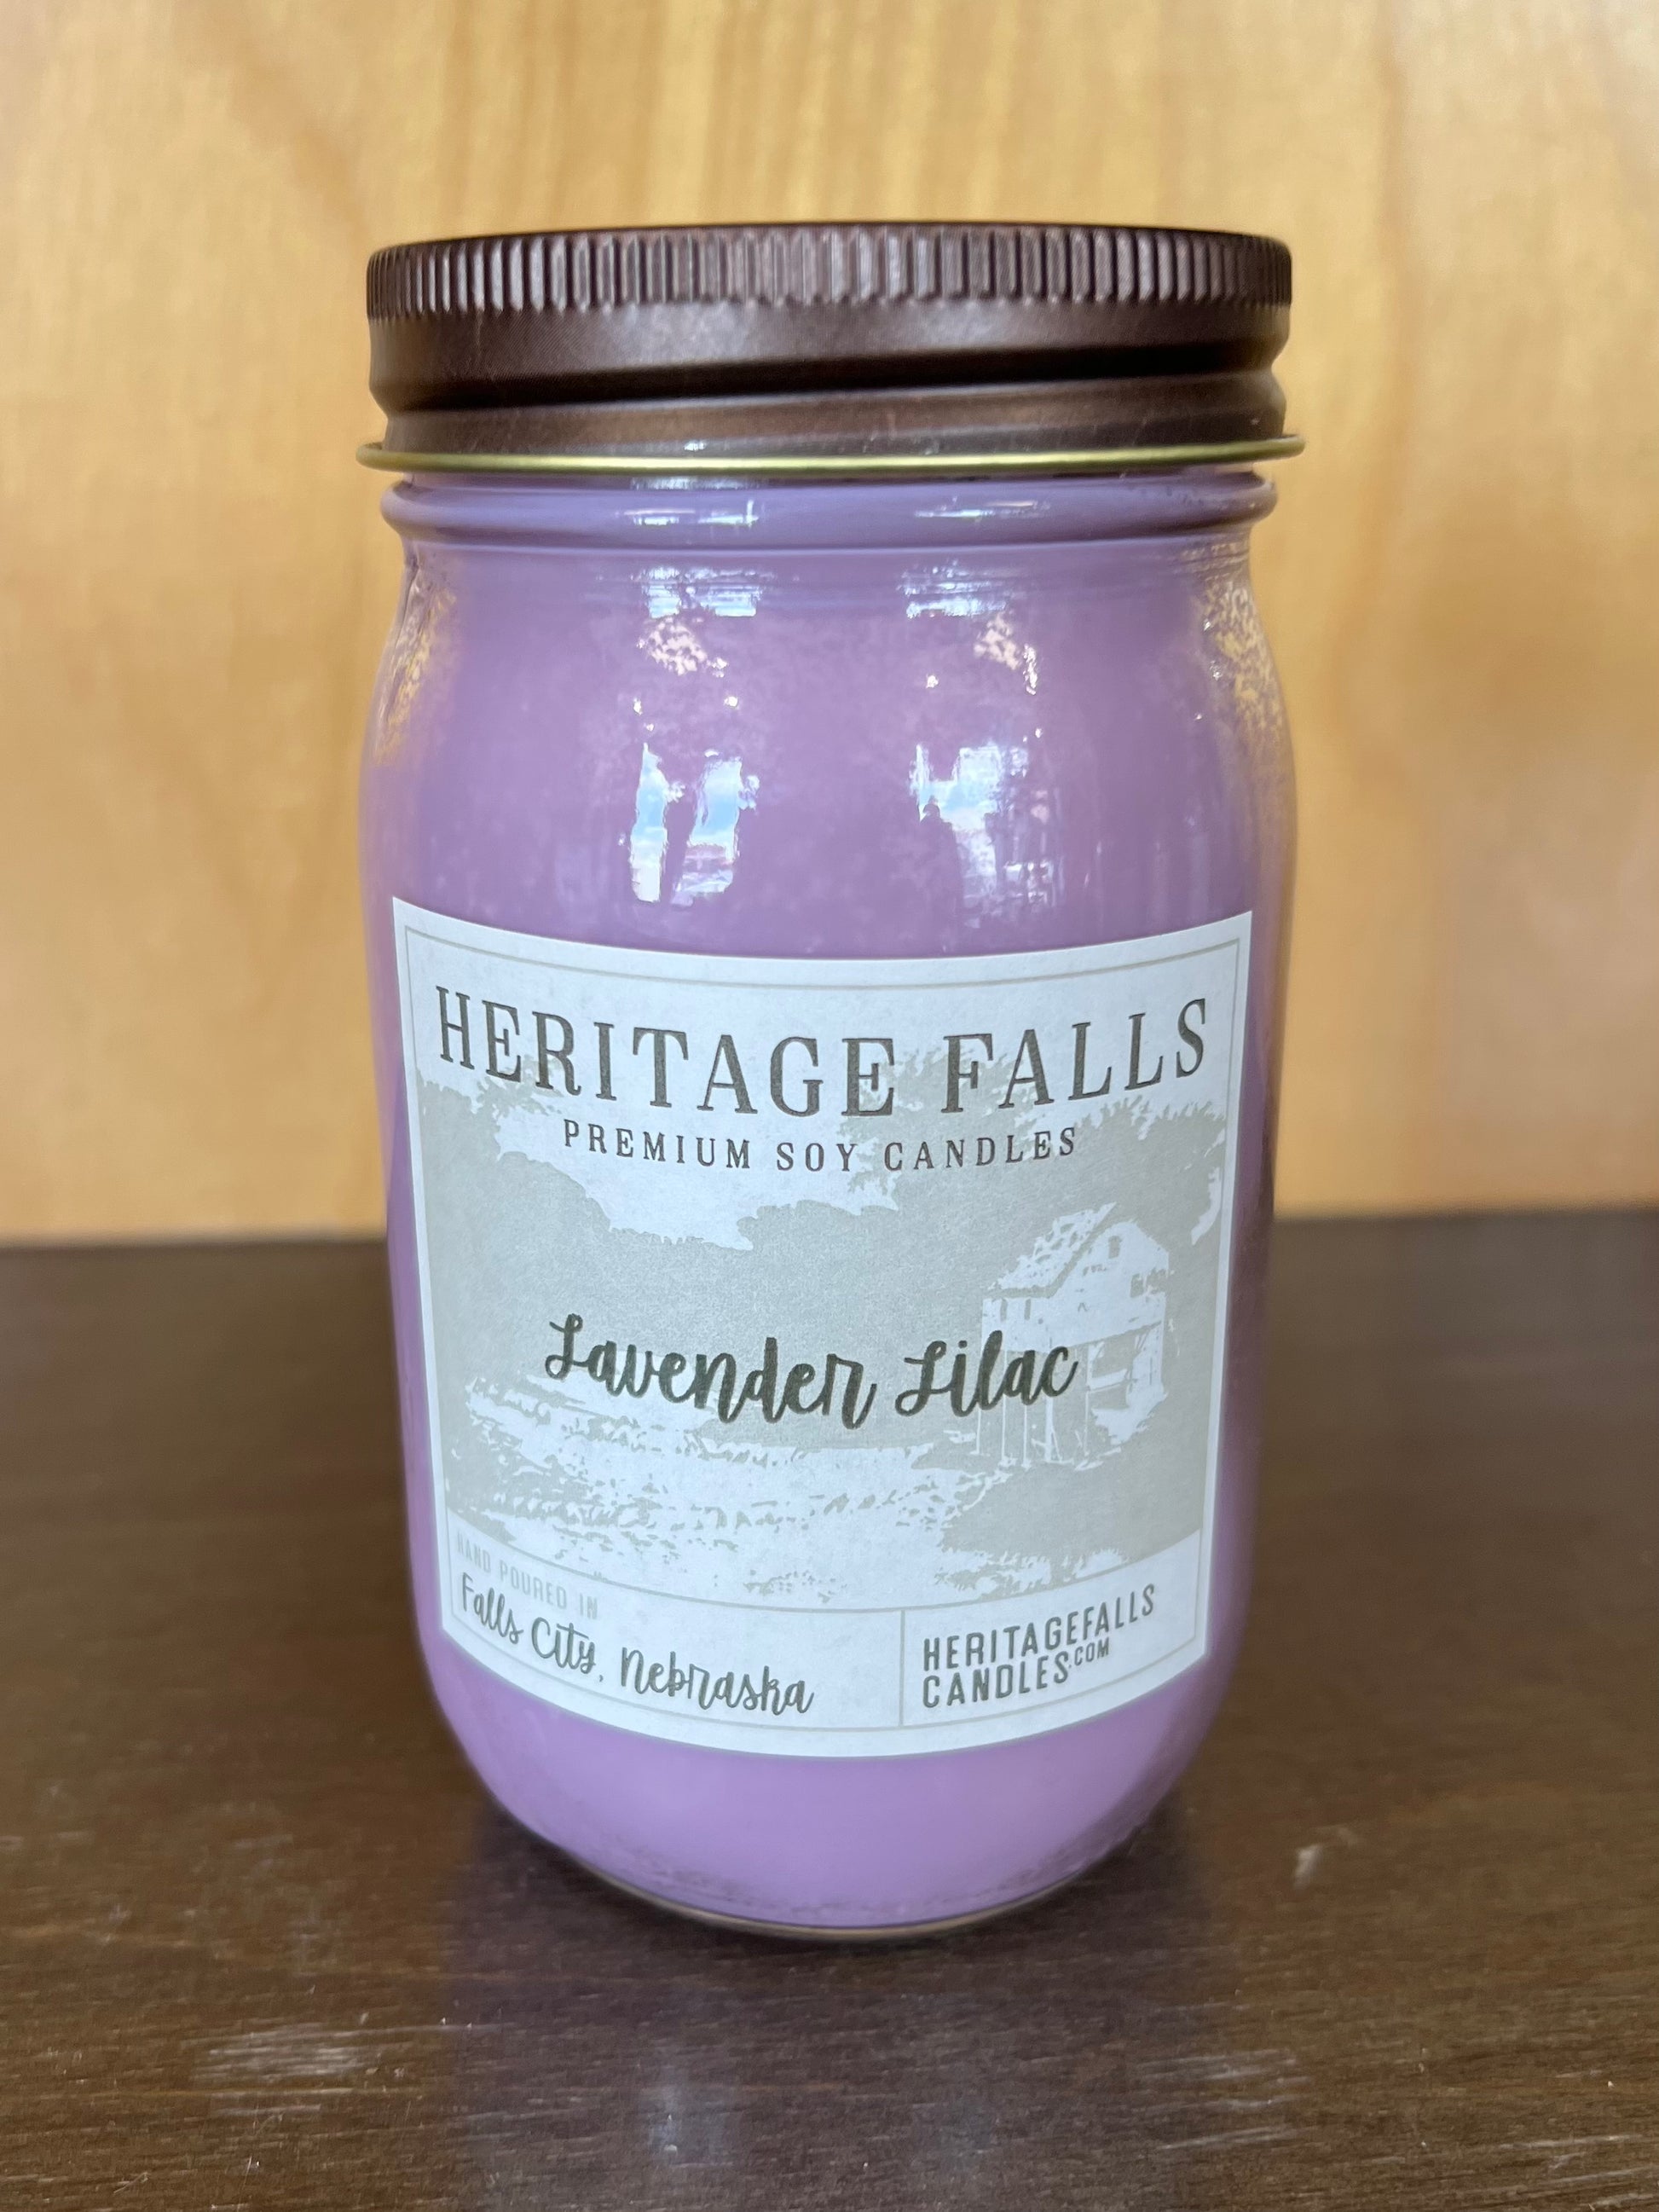 HERITAGE FALLS
PREMIUM SOY CANDLES
Lavender Lilac
HAND POURED IN
Falls City, Nebraska
HERITAGEFALLS
CANDLES.COM